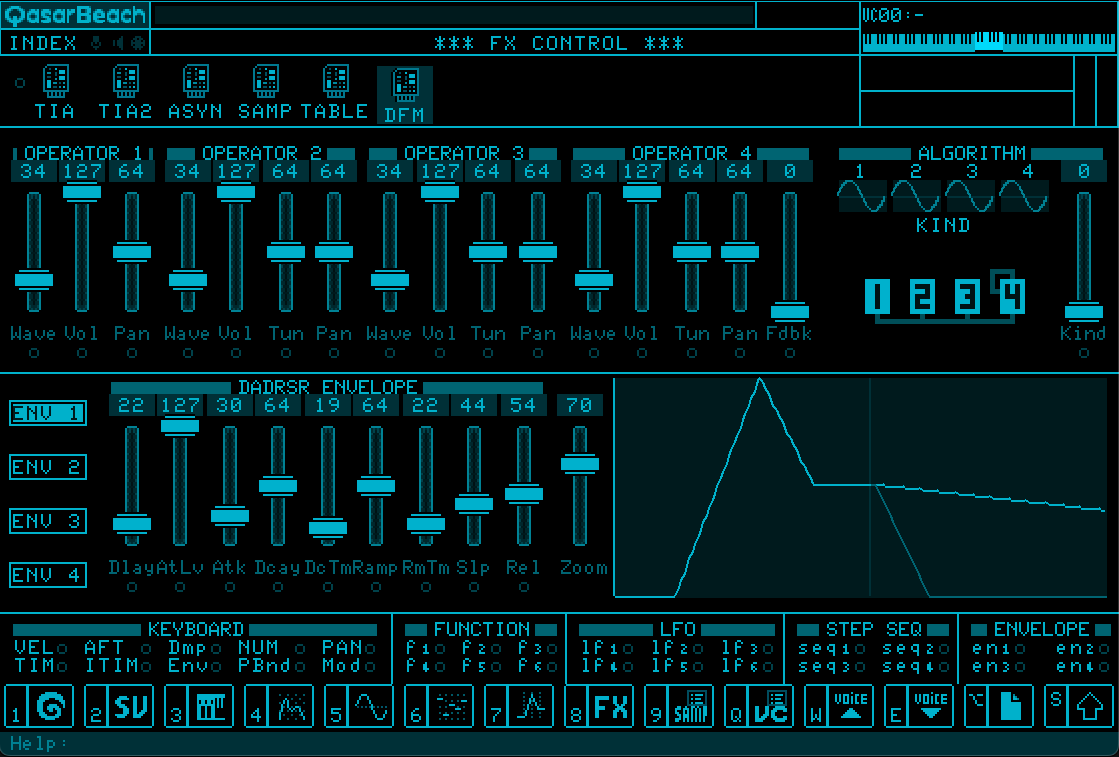 QasarBeach
VC00:-
INDEX
*** FX CONTROL ***
TIA TIA2 ASYN SAMP TABLE DFM
OPERATOR 1 OPERATOR 2 OPERATOR 3 OPERATOR 4 ALGORITHM
34 127 64 34 127 64 64 34 127 64 64 34 127 64 64 0 1 2 3 4 0
KIND
1 2 3 4
Wave Vol Pan Wave Vol Tun Pan Wave Vol Tun Pan Wave Vol Tun Pan Fdbk Kind
DADRSR ENVELOPE
22 127 30 64 19 64 22 44 54 70
ENV 1
ENV 2
ENV 3
ENV 4
Dlay AtLv Atk Dcay DcTm Ramp RmTm Slp Rel Zoom
KEYBOARD FUNCTION LFO STEP SEQ ENVELOPE
VEL AFT Dmp NUM PAN f1 f2 f3 lf1 lf2 lf3 seq1 seq2 en1 en2
TIM ITIM Env PBnd Mod f4 f5 f6 lf4 lf5 lf6 seq3 seq4 en3 en4
1 2 SV 3 4 5 6 7 8 FX 9 SAMP Q VC W VOICE E VOICE ⌥ S
Help: